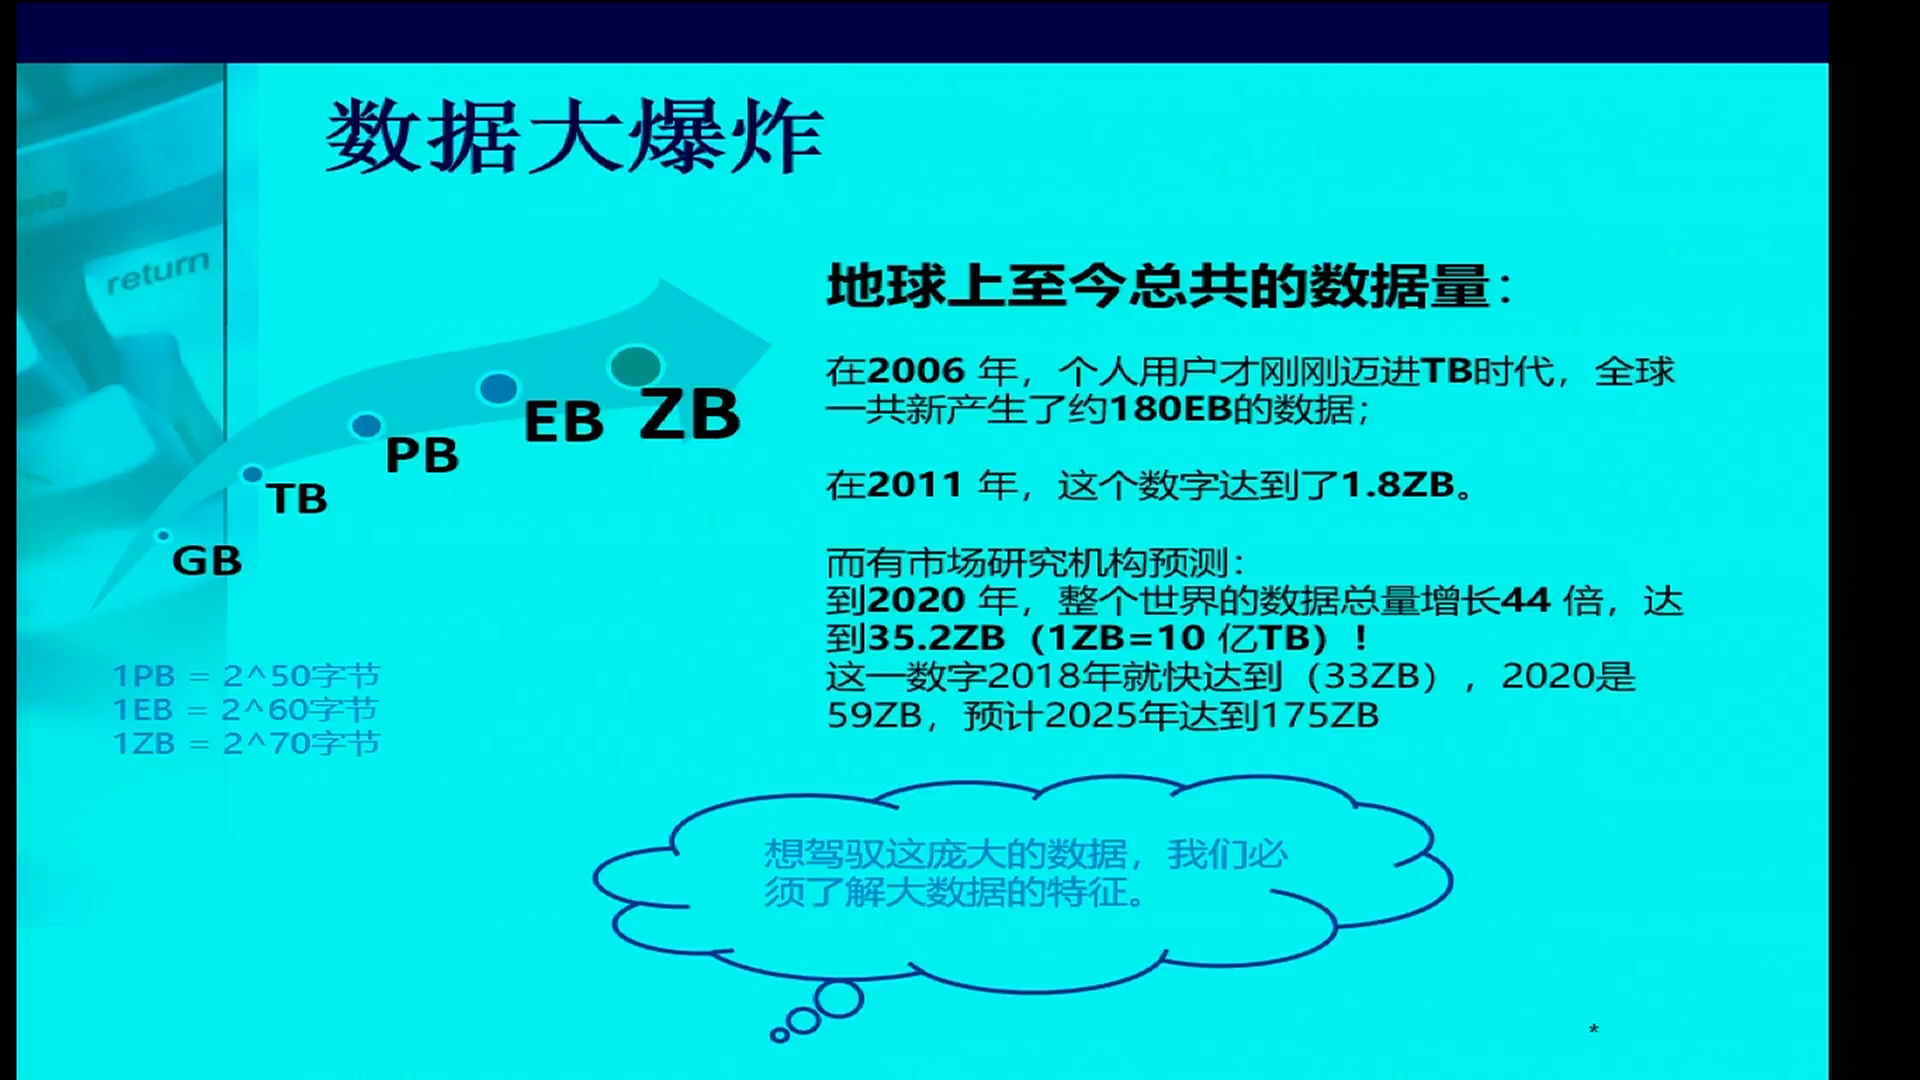 数据大爆炸
return
地球上至今总共的数据量：
在2006 年，个人用户才刚刚迈进TB时代，全球
一共新产生了约180EB的数据；
在2011 年，这个数字达到了1.8ZB。
而有市场研究机构预测：
到2020 年，整个世界的数据总量增长44 倍，达
到35.2ZB（1ZB=10 亿TB）！
这一数字2018年就快达到（33ZB），2020是
59ZB，预计2025年达到175ZB
GB
TB
PB
EB
ZB
1PB = 2^50字节
1EB = 2^60字节
1ZB = 2^70字节
想驾驭这庞大的数据，我们必
须了解大数据的特征。
*